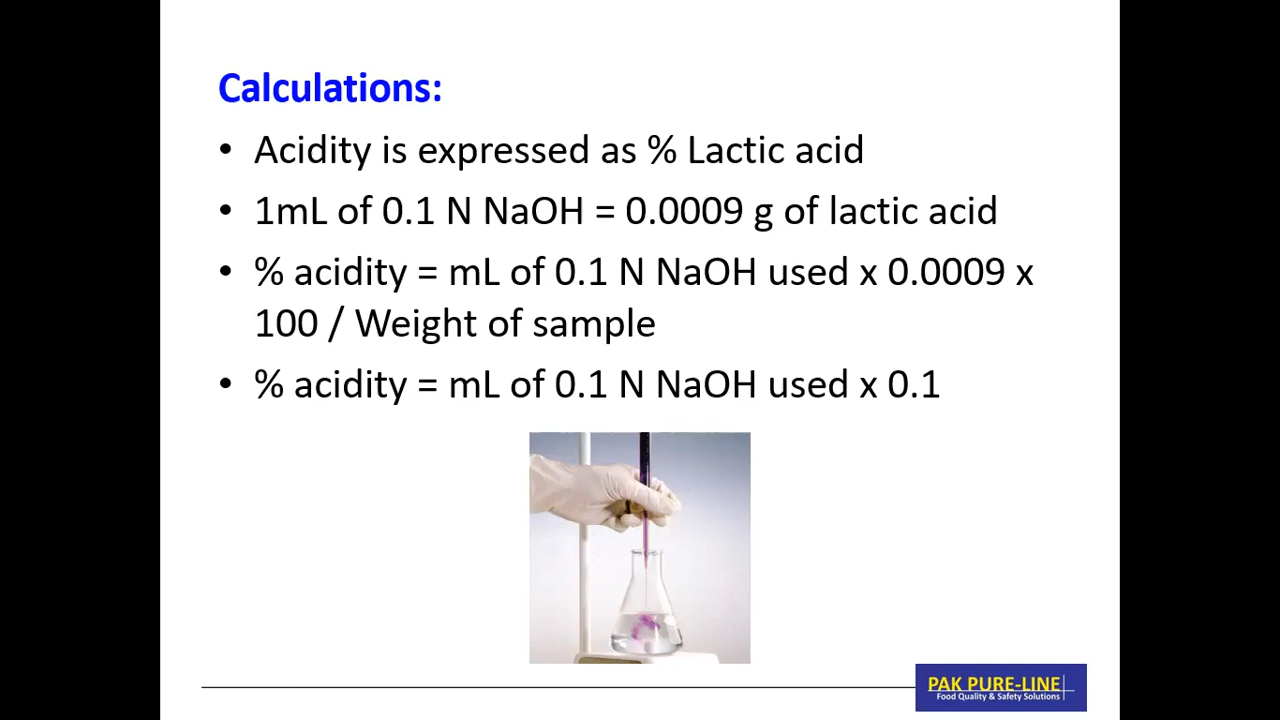 Calculations:
• Acidity is expressed as % Lactic acid
• 1mL of 0.1 N NaOH = 0.0009 g of lactic acid
• % acidity = mL of 0.1 N NaOH used x 0.0009 x
100 / Weight of sample
• % acidity = mL of 0.1 N NaOH used x 0.1
PAK PURE-LINE
Food Quality & Safety Solutions